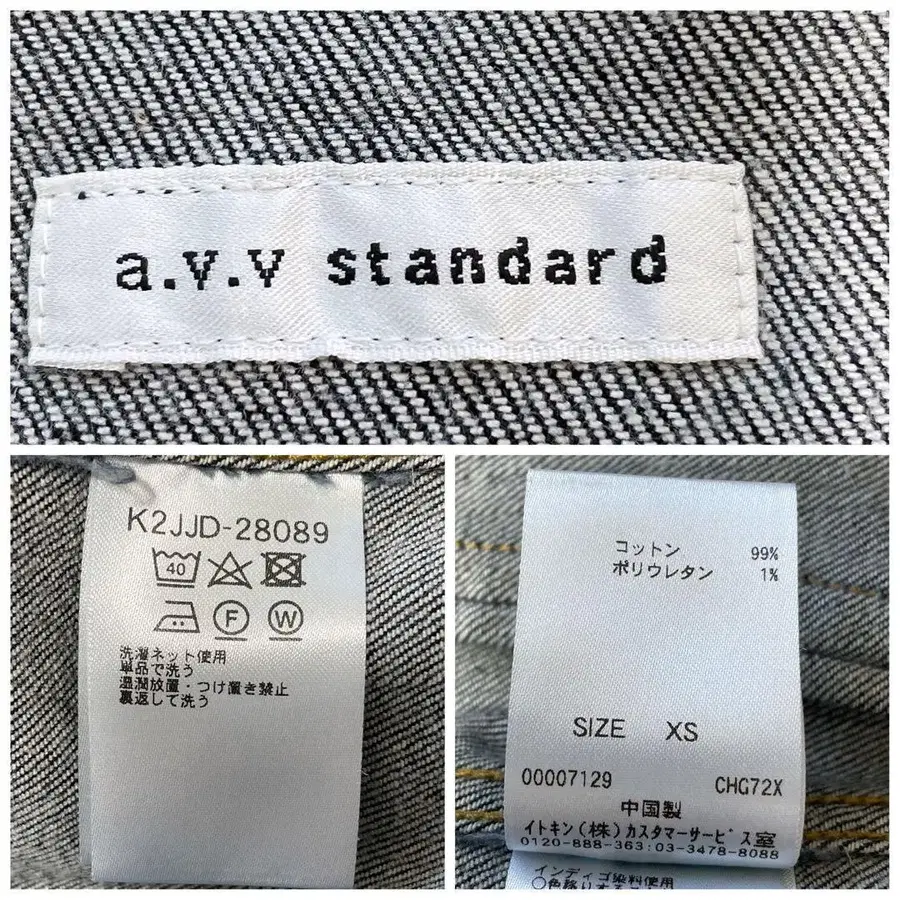 a.v.v standard
K2JJD-28089
40
F W
洗濯ネット使用
単品で洗う
湿潤放置・つけ置き禁止
裏返して洗う
コットン 99%
ポリウレタン 1%
SIZE XS
00007129 CHG72X
中国製
イトキン(株)カスタマーサービス室
0120-888-363:03-3478-8088
インディゴ染料使用